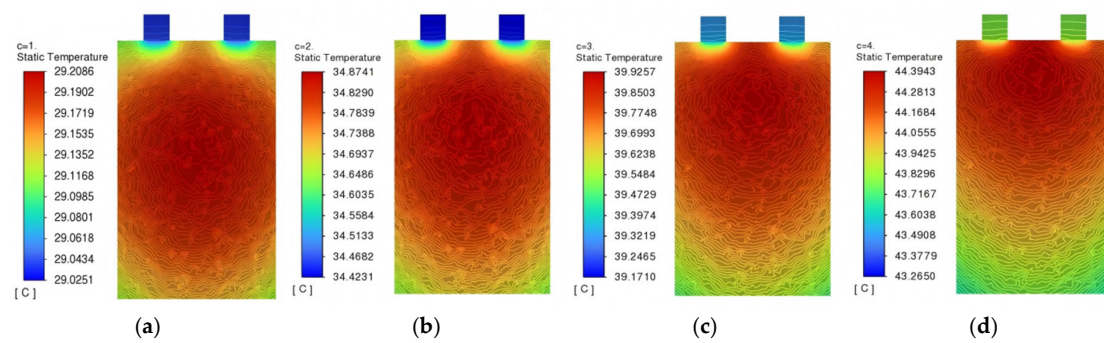 c=1.
Static Temperature
29.2086
29.1902
29.1719
29.1535
29.1352
29.1168
29.0985
29.0801
29.0618
29.0434
29.0251
[ C ]
(a)
c=2.
Static Temperature
34.8741
34.8290
34.7839
34.7388
34.6937
34.6486
34.6035
34.5584
34.5133
34.4682
34.4231
[ C ]
(b)
c=3.
Static Temperature
39.9257
39.8503
39.7748
39.6993
39.6238
39.5484
39.4729
39.3974
39.3219
39.2465
39.1710
[ C ]
(c)
c=4.
Static Temperature
44.3943
44.2813
44.1684
44.0555
43.9425
43.8296
43.7167
43.6038
43.4908
43.3779
43.2650
[ C ]
(d)